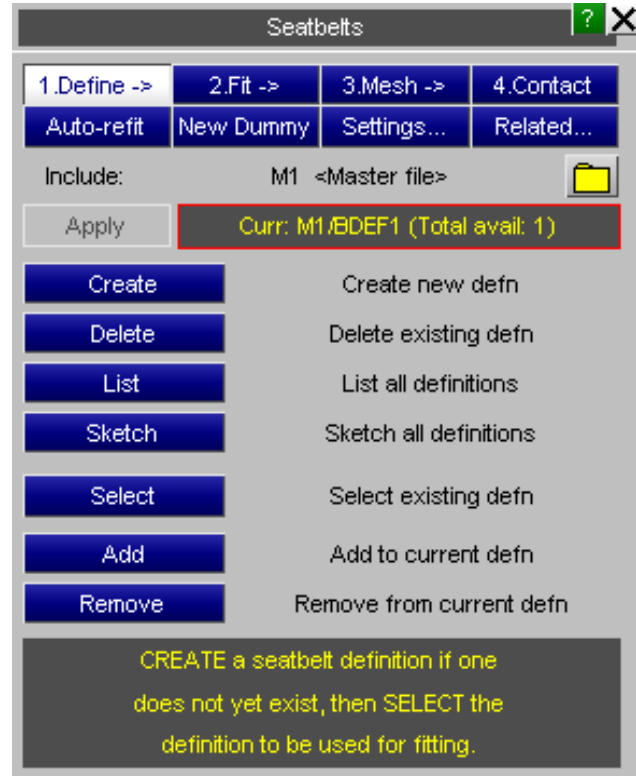 Seatbelts ?
1.Define -> 2.Fit -> 3.Mesh -> 4.Contact
Auto-refit New Dummy Settings... Related...
Include: M1 <Master file>
Apply Curr: M1/BDEF1 (Total avail: 1)
Create Create new defn
Delete Delete existing defn
List List all definitions
Sketch Sketch all definitions
Select Select existing defn
Add Add to current defn
Remove Remove from current defn
CREATE a seatbelt definition if one
does not yet exist, then SELECT the
definition to be used for fitting.